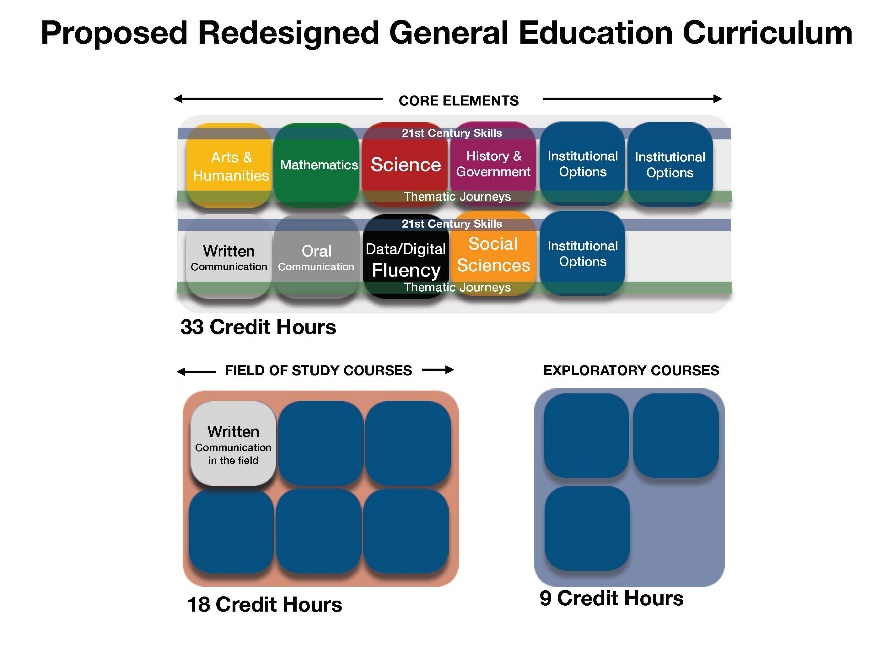 Proposed Redesigned General Education Curriculum
CORE ELEMENTS
21st Century Skills
Arts &
Humanities
Mathematics
Science
History &
Government
Institutional
Options
Institutional
Options
Thematic Journeys
21st Century Skills
Written
Communication
Oral
Communication
Data/Digital
Fluency
Social
Sciences
Institutional
Options
Thematic Journeys
33 Credit Hours
FIELD OF STUDY COURSES
Written
Communication
in the field
18 Credit Hours
EXPLORATORY COURSES
9 Credit Hours